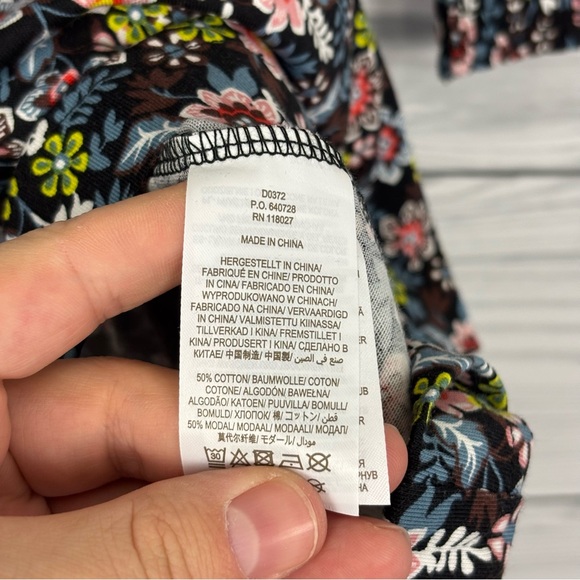 D0372
P.O. 640728
RN 118027
MADE IN CHINA
HERGESTELLT IN CHINA/
FABRIQUÉ EN CHINE/ PRODOTTO
IN CINA/ FABRICADO EN CHINA/
WYPRODUKOWANO W CHINACH/
FABRICADO NA CHINA/ VERVAARDIGD
IN CHINA/ VALMISTETTU KIINASSA/
TILLVERKAD I KINA/ FREMSTILLET I
KINA/ PRODUSERT I KINA/ СДЕЛАНО В
КИТАЕ/ 中国制造/ 中国製/ صنع في الصين
50% COTTON/ BAUMWOLLE/ COTON/
COTONE/ ALGODÓN/ BAWEŁNA/
ALGODÃO/ KATOEN/ PUUVILLA/ BOMULL/
BOMULD/ ХЛОПОК/ 棉/ コットン/ قطن
50% MODAL/ MODAAL/ MODAALI/ МОДАЛ/
莫代尔纤维/ モダール/ مودال
30